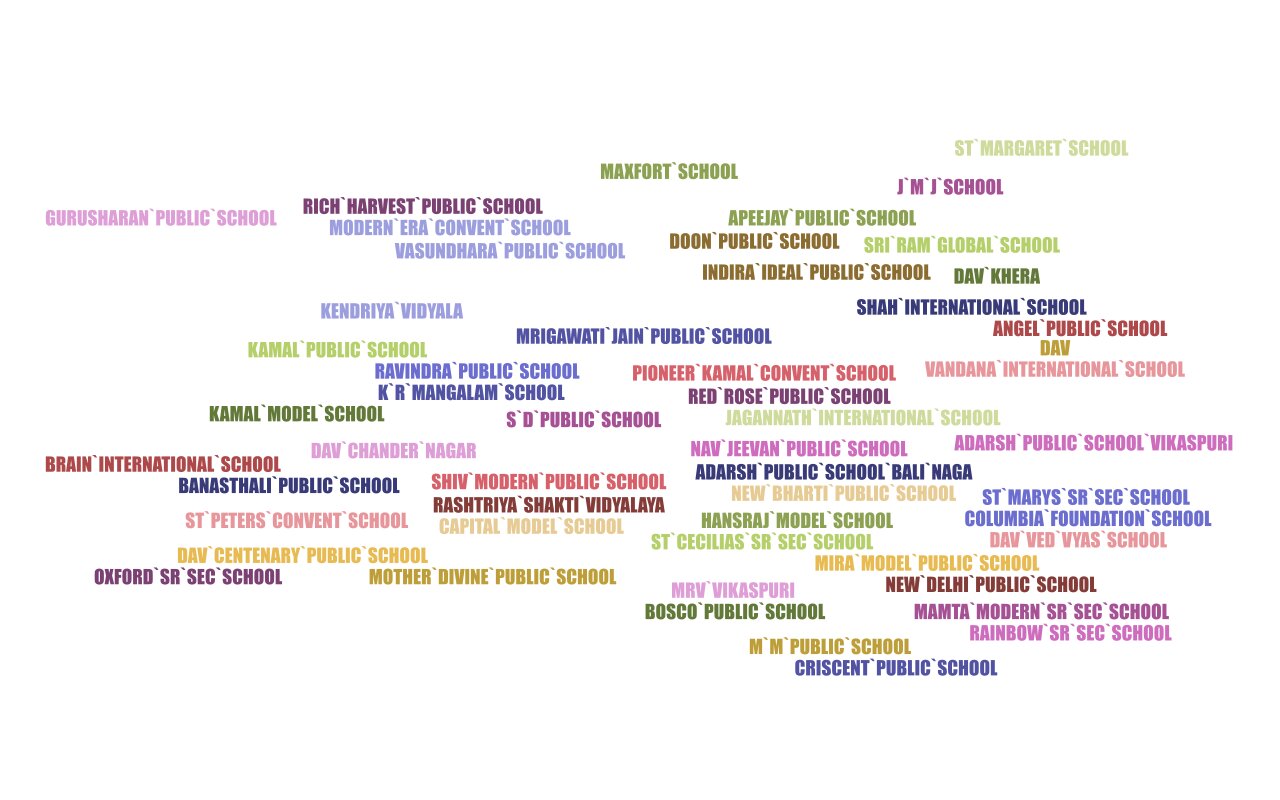 ST`MARGARET`SCHOOL
MAXFORT`SCHOOL
J`M`J`SCHOOL
RICH`HARVEST`PUBLIC`SCHOOL
GURUSHARAN`PUBLIC`SCHOOL
APEEJAY`PUBLIC`SCHOOL
MODERN`ERA`CONVENT`SCHOOL
DOON`PUBLIC`SCHOOL
SRI`RAM`GLOBAL`SCHOOL
VASUNDHARA`PUBLIC`SCHOOL
INDIRA`IDEAL`PUBLIC`SCHOOL
DAV`KHERA
SHAH`INTERNATIONAL`SCHOOL
KENDRIYA`VIDYALA
ANGEL`PUBLIC`SCHOOL
MRIGAWATI`JAIN`PUBLIC`SCHOOL
DAV
KAMAL`PUBLIC`SCHOOL
VANDANA`INTERNATIONAL`SCHOOL
RAVINDRA`PUBLIC`SCHOOL
PIONEER`KAMAL`CONVENT`SCHOOL
K`R`MANGALAM`SCHOOL
RED`ROSE`PUBLIC`SCHOOL
KAMAL`MODEL`SCHOOL
S`D`PUBLIC`SCHOOL
JAGANNATH`INTERNATIONAL`SCHOOL
ADARSH`PUBLIC`SCHOOL`VIKASPURI
DAV`CHANDER`NAGAR
NAV`JEEVAN`PUBLIC`SCHOOL
BRAIN`INTERNATIONAL`SCHOOL
ADARSH`PUBLIC`SCHOOL`BALI`NAGA
SHIV`MODERN`PUBLIC`SCHOOL
BANASTHALI`PUBLIC`SCHOOL
NEW`BHARTI`PUBLIC`SCHOOL
ST`MARYS`SR`SEC`SCHOOL
RASHTRIYA`SHAKTI`VIDYALAYA
ST`PETERS`CONVENT`SCHOOL
HANSRAJ`MODEL`SCHOOL
COLUMBIA`FOUNDATION`SCHOOL
CAPITAL`MODEL`SCHOOL
ST`CECILIAS`SR`SEC`SCHOOL
DAV`VED`VYAS`SCHOOL
DAV`CENTENARY`PUBLIC`SCHOOL
MIRA`MODEL`PUBLIC`SCHOOL
OXFORD`SR`SEC`SCHOOL
MOTHER`DIVINE`PUBLIC`SCHOOL
NEW`DELHI`PUBLIC`SCHOOL
MRV`VIKASPURI
BOSCO`PUBLIC`SCHOOL
MAMTA`MODERN`SR`SEC`SCHOOL
RAINBOW`SR`SEC`SCHOOL
M`M`PUBLIC`SCHOOL
CRISCENT`PUBLIC`SCHOOL